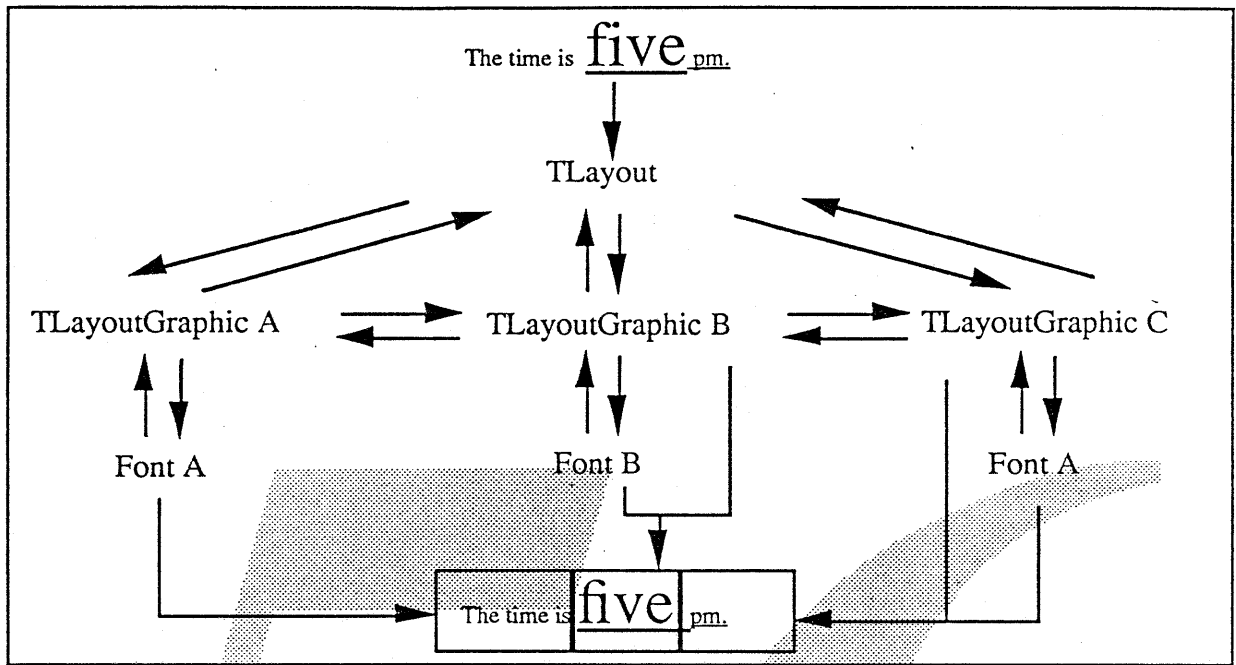 The time is five pm.
TLayout
TLayoutGraphic A TLayoutGraphic B TLayoutGraphic C
Font A Font B Font A
The time is five pm.